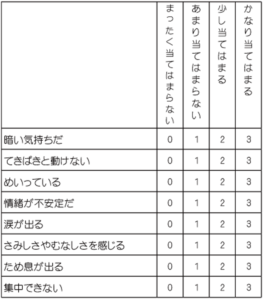 まったく当てはまらない
あまり当てはまらない
少し当てはまる
かなり当てはまる
暗い気持ちだ 0 1 2 3
てきぱきと動けない 0 1 2 3
めいっている 0 1 2 3
情緒が不安定だ 0 1 2 3
涙が出る 0 1 2 3
さみしさやむなしさを感じる 0 1 2 3
ため息が出る 0 1 2 3
集中できない 0 1 2 3